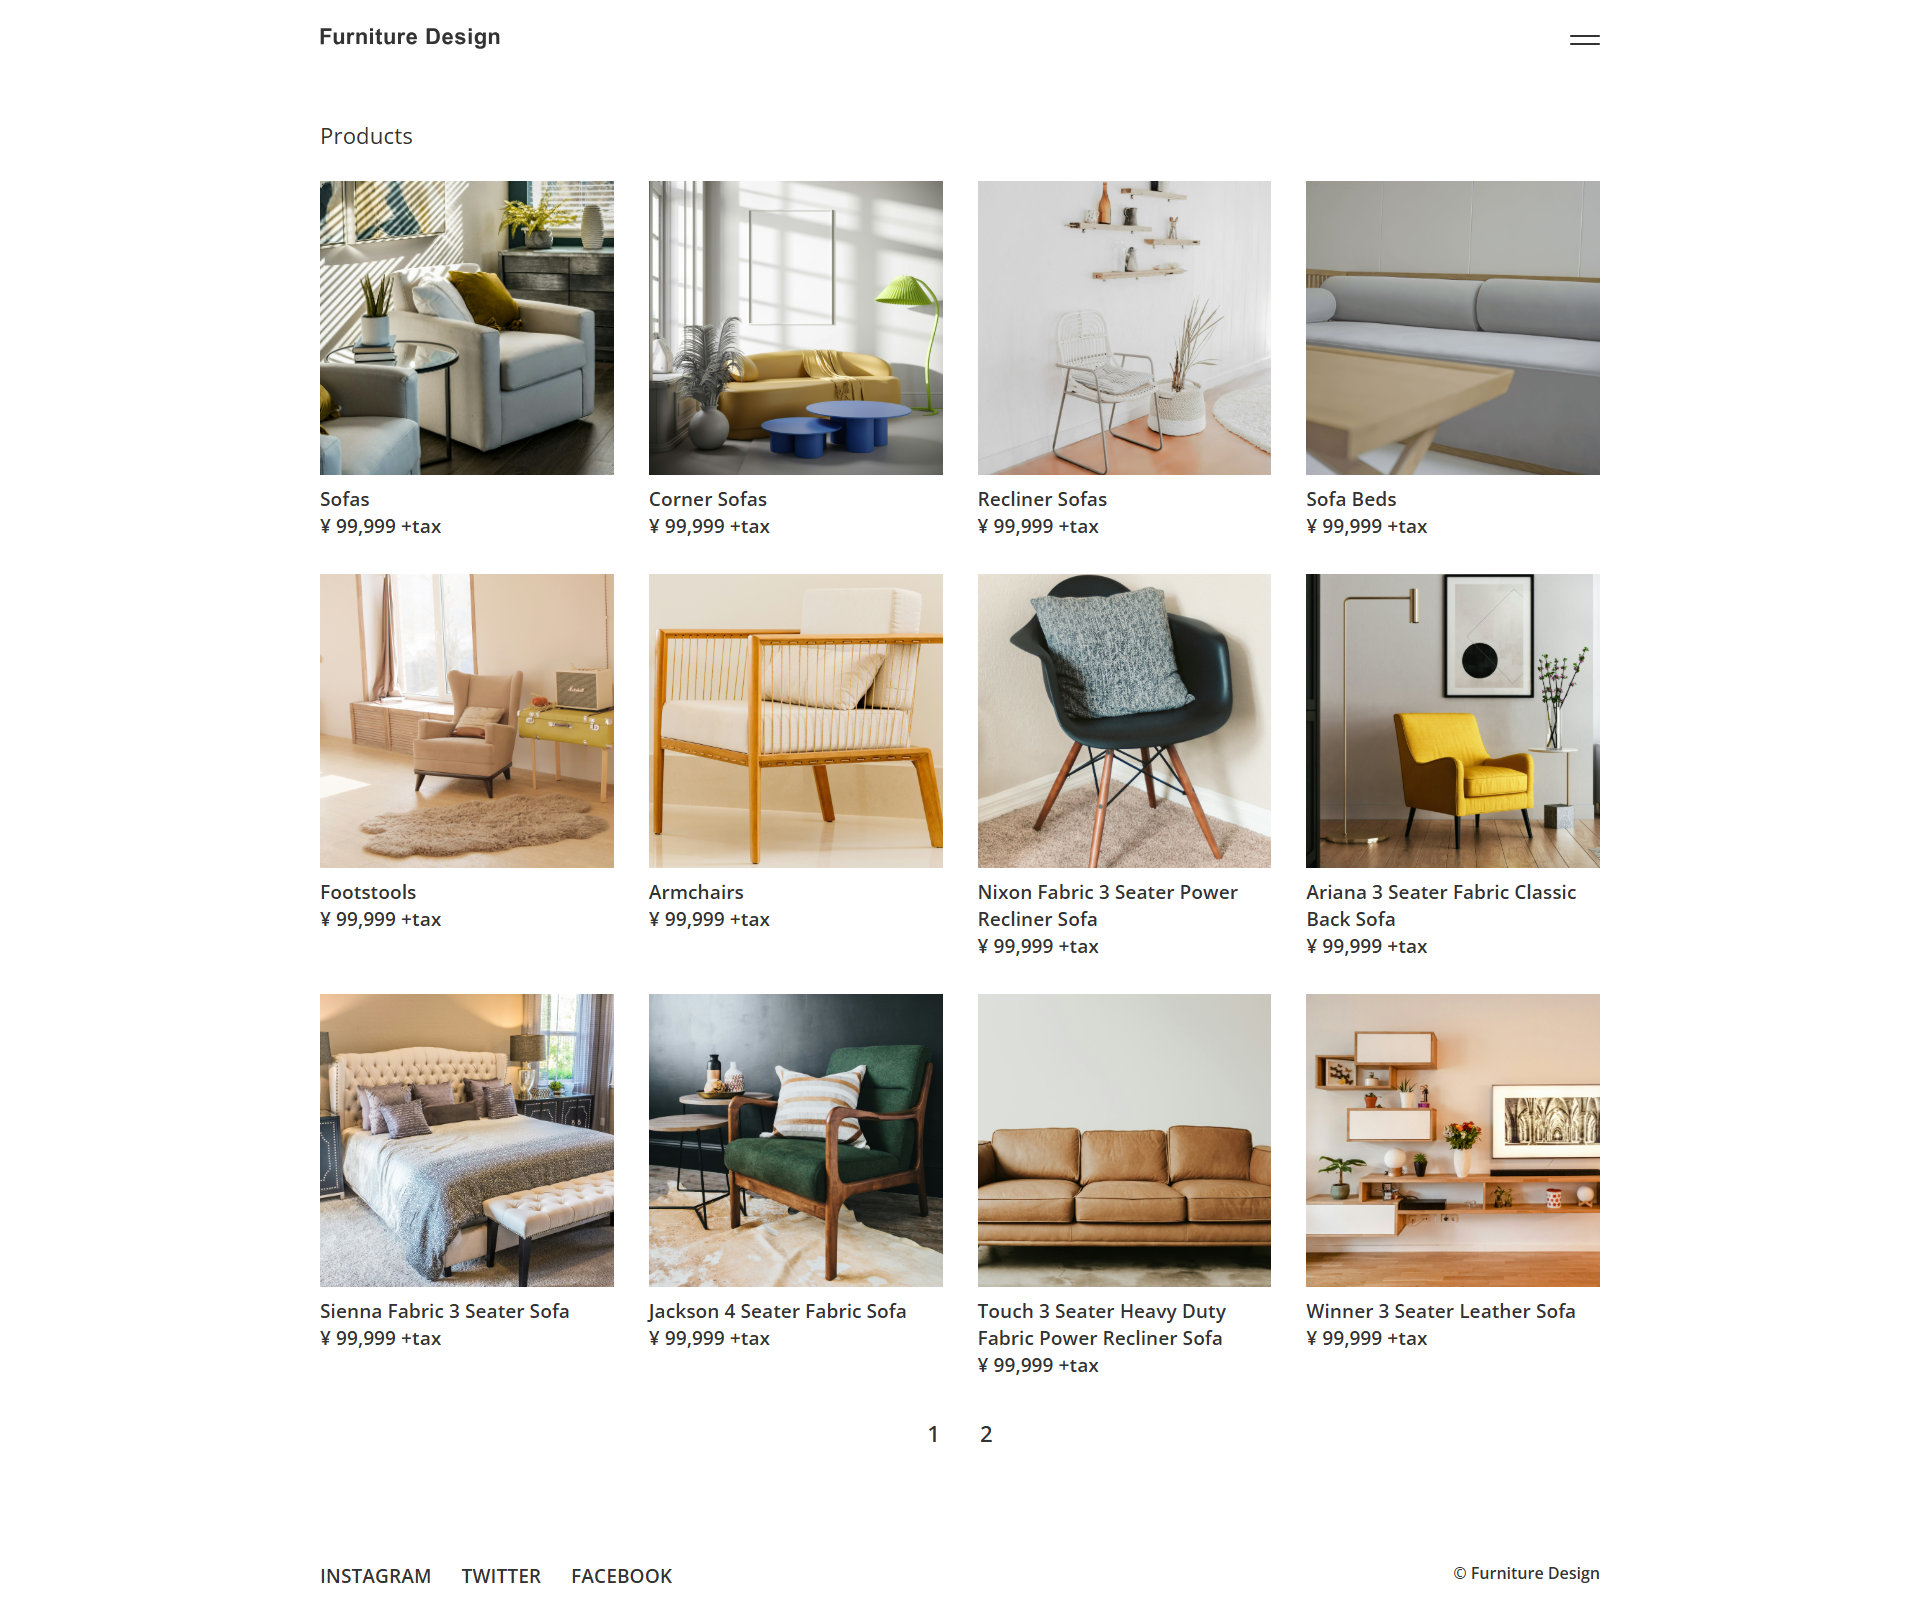 Furniture Design
Products
Sofas
¥ 99,999 +tax
Corner Sofas
¥ 99,999 +tax
Recliner Sofas
¥ 99,999 +tax
Sofa Beds
¥ 99,999 +tax
Footstools
¥ 99,999 +tax
Armchairs
¥ 99,999 +tax
Nixon Fabric 3 Seater Power
Recliner Sofa
¥ 99,999 +tax
Ariana 3 Seater Fabric Classic
Back Sofa
¥ 99,999 +tax
Sienna Fabric 3 Seater Sofa
¥ 99,999 +tax
Jackson 4 Seater Fabric Sofa
¥ 99,999 +tax
Touch 3 Seater Heavy Duty
Fabric Power Recliner Sofa
¥ 99,999 +tax
Winner 3 Seater Leather Sofa
¥ 99,999 +tax
1 2
INSTAGRAM TWITTER FACEBOOK
© Furniture Design